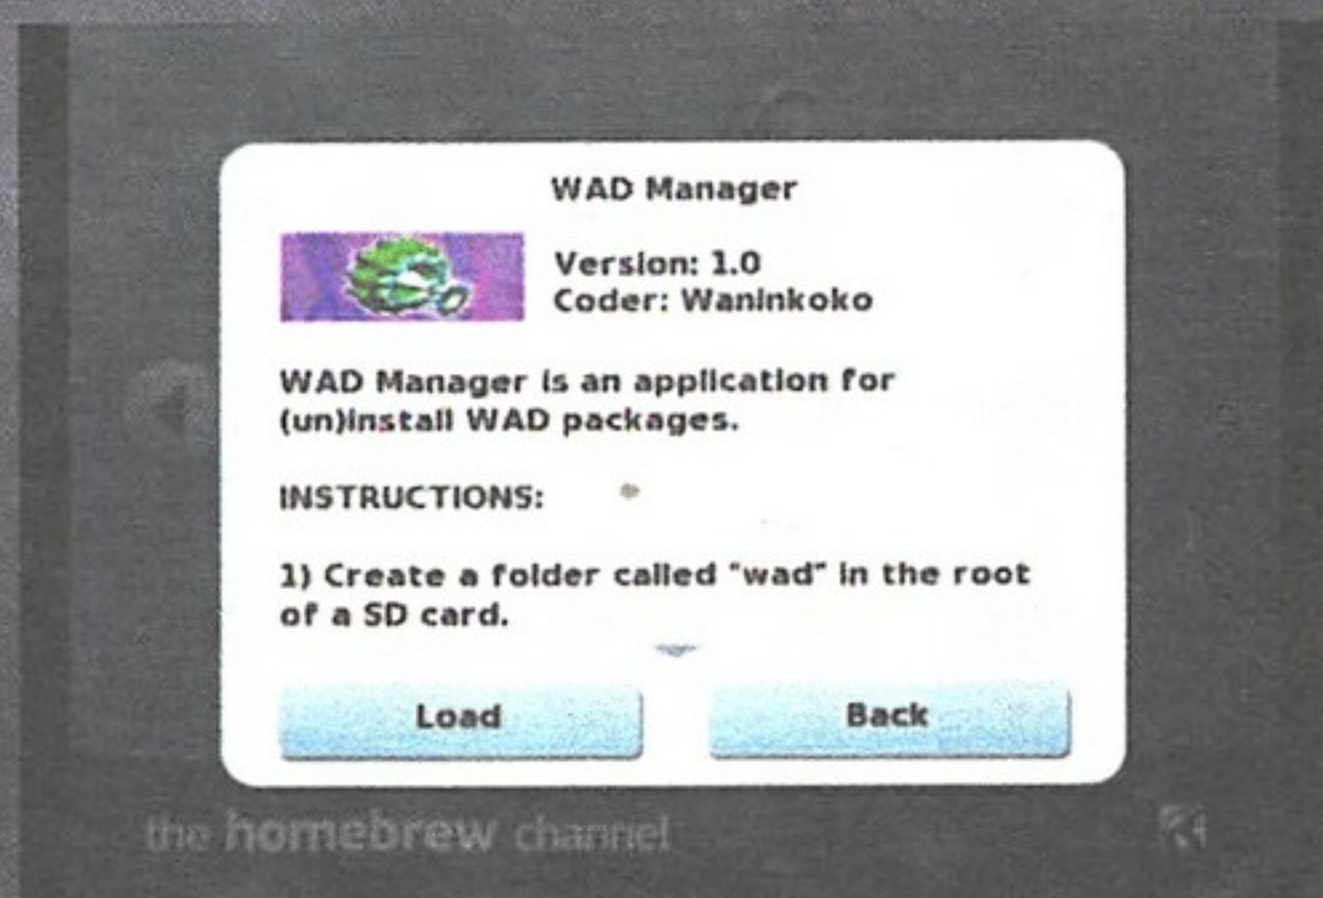 WAD Manager
Version: 1.0
Coder: Waninkoko
WAD Manager is an application for
(un)install WAD packages.
INSTRUCTIONS:
1) Create a folder called "wad" in the root
of a SD card.
Load
Back
the homebrew channel